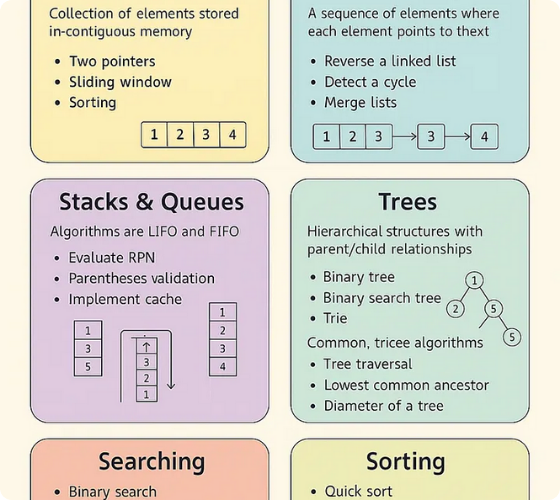 Collection of elements stored
in-contiguous memory
• Two pointers
• Sliding window
• Sorting
1 2 3 4
A sequence of elements where
each element points to thext
• Reverse a linked list
• Detect a cycle
• Merge lists
1 2 3 3 4
Stacks & Queues
Algorithms are LIFO and FIFO
• Evaluate RPN
• Parentheses validation
• Implement cache
1
3
5
3
2
1
1
2
3
4
Trees
Hierarchical structures with
parent/child relationships
• Binary tree
• Binary search tree
• Trie
1
2 5
5
Common, tricee algorithms
• Tree traversal
• Lowest common ancestor
• Diameter of a tree
Searching
• Binary search
Sorting
• Quick sort